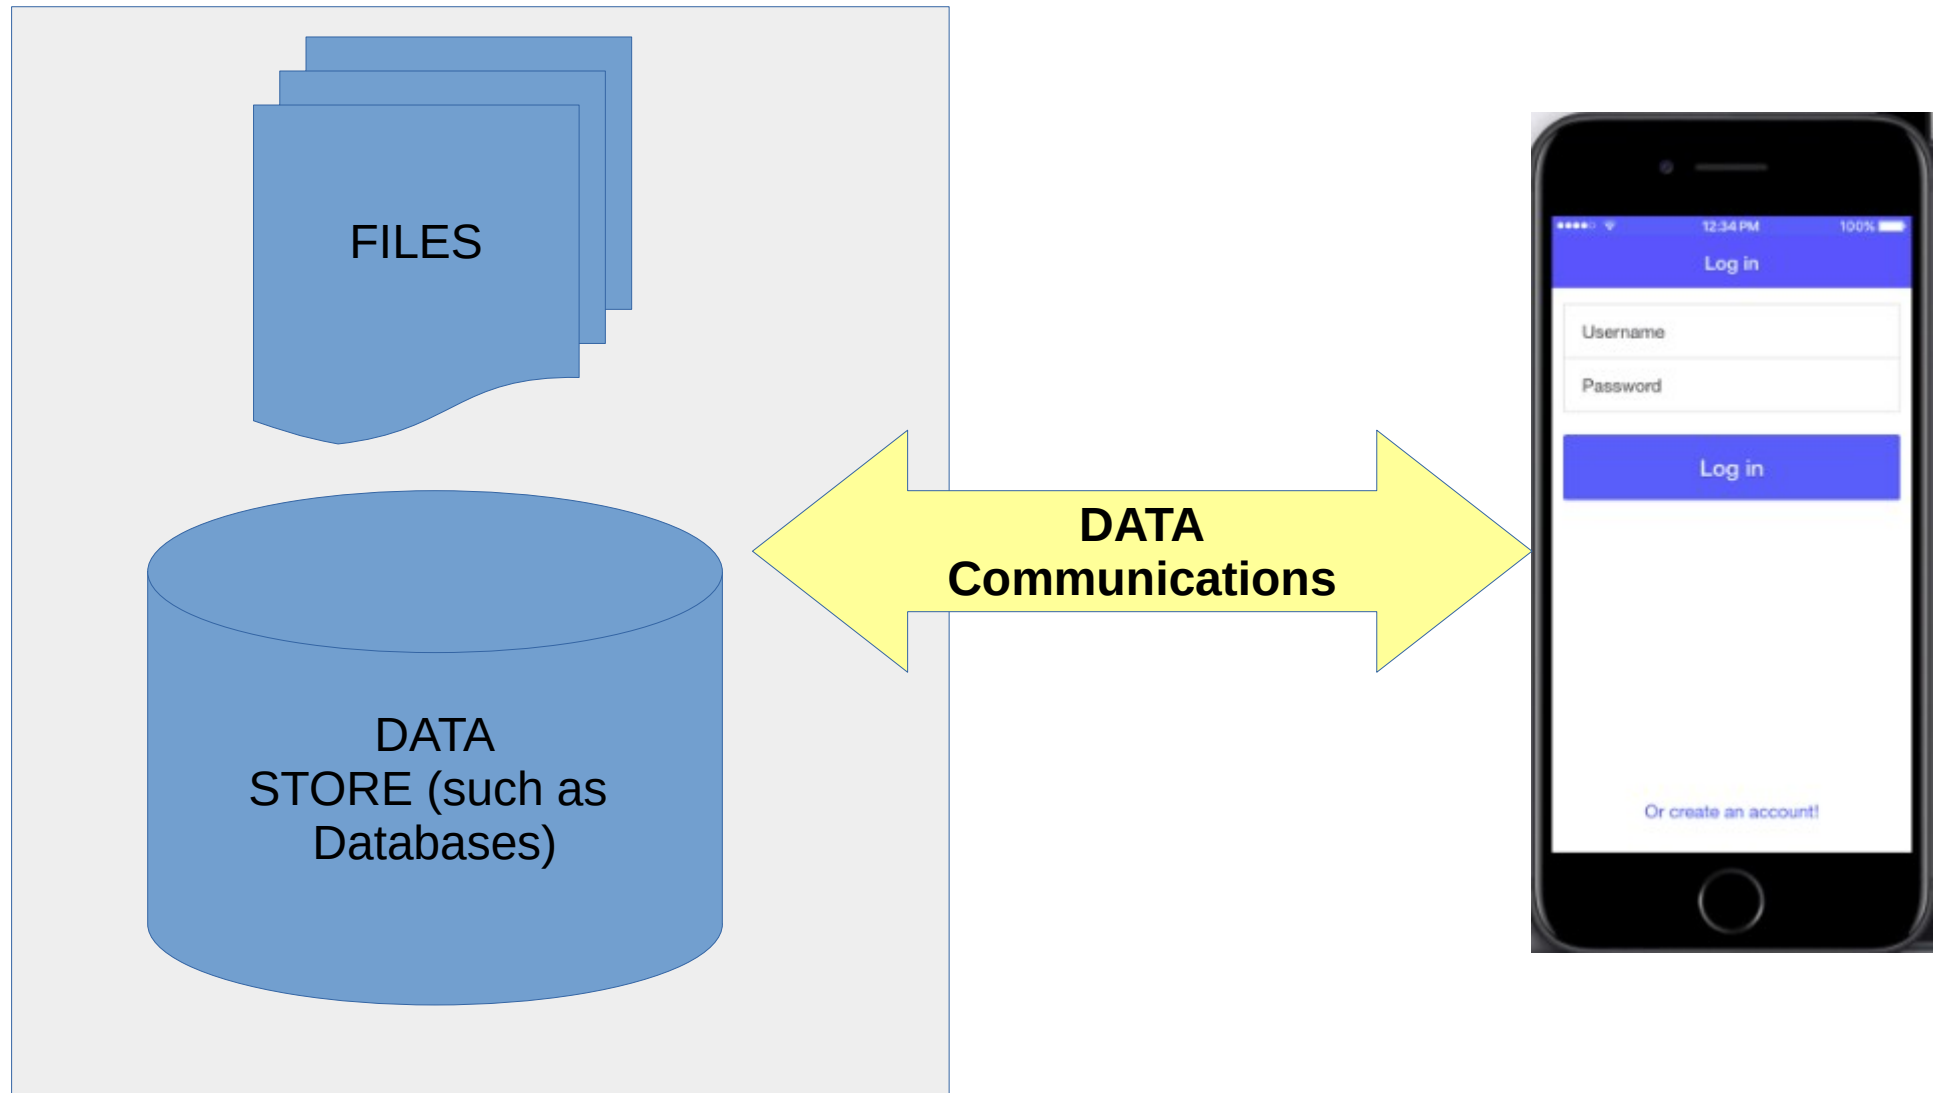 FILES
DATA
STORE (such as
Databases)
DATA
Communications
12:34 PM
100%
Log in
Username
Password
Log in
Or create an account!